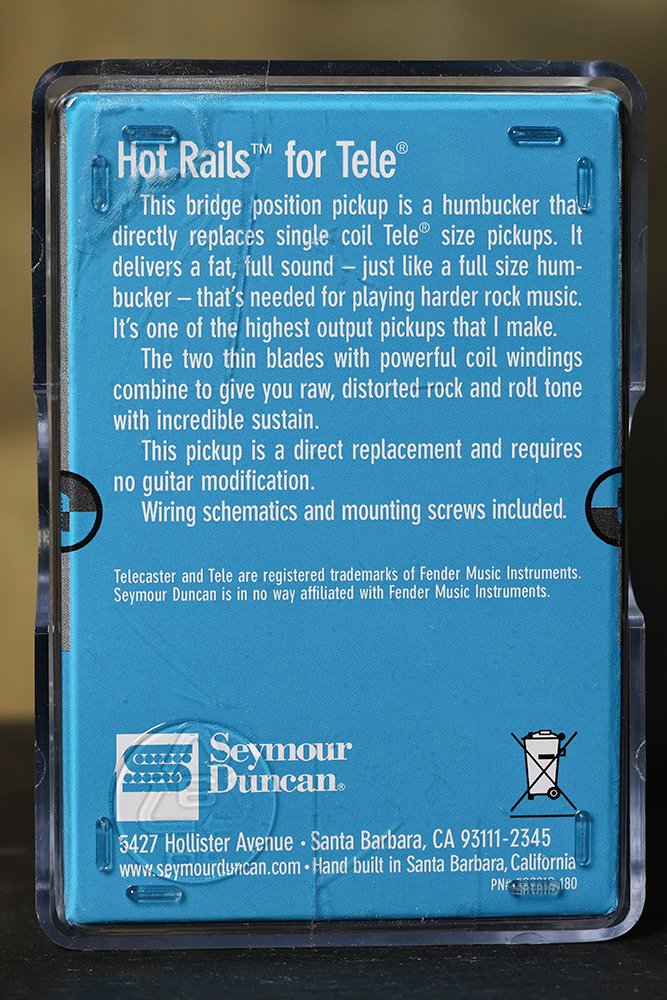 Hot Rails™ for Tele®
This bridge position pickup is a humbucker that
directly replaces single coil Tele® size pickups. It
delivers a fat, full sound – just like a full size hum-
bucker – that's needed for playing harder rock music.
It's one of the highest output pickups that I make.
The two thin blades with powerful coil windings
combine to give you raw, distorted rock and roll tone
with incredible sustain.
This pickup is a direct replacement and requires
no guitar modification.
Wiring schematics and mounting screws included.
Telecaster and Tele are registered trademarks of Fender Music Instruments.
Seymour Duncan is in no way affiliated with Fender Music Instruments.
Seymour
Duncan®
5427 Hollister Avenue • Santa Barbara, CA 93111-2345
www.seymourduncan.com • Hand built in Santa Barbara, California
PN#